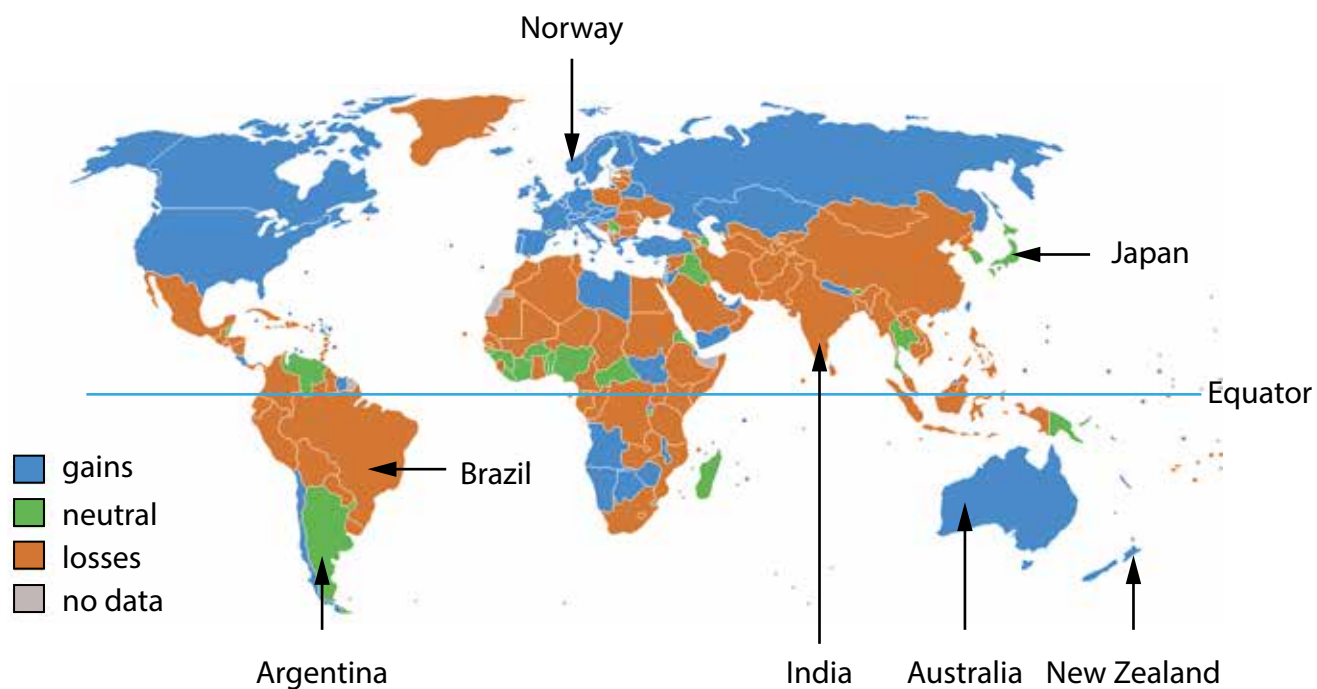 Norway
Japan
Equator
gains
neutral
losses
no data
Brazil
Argentina
India
Australia
New Zealand